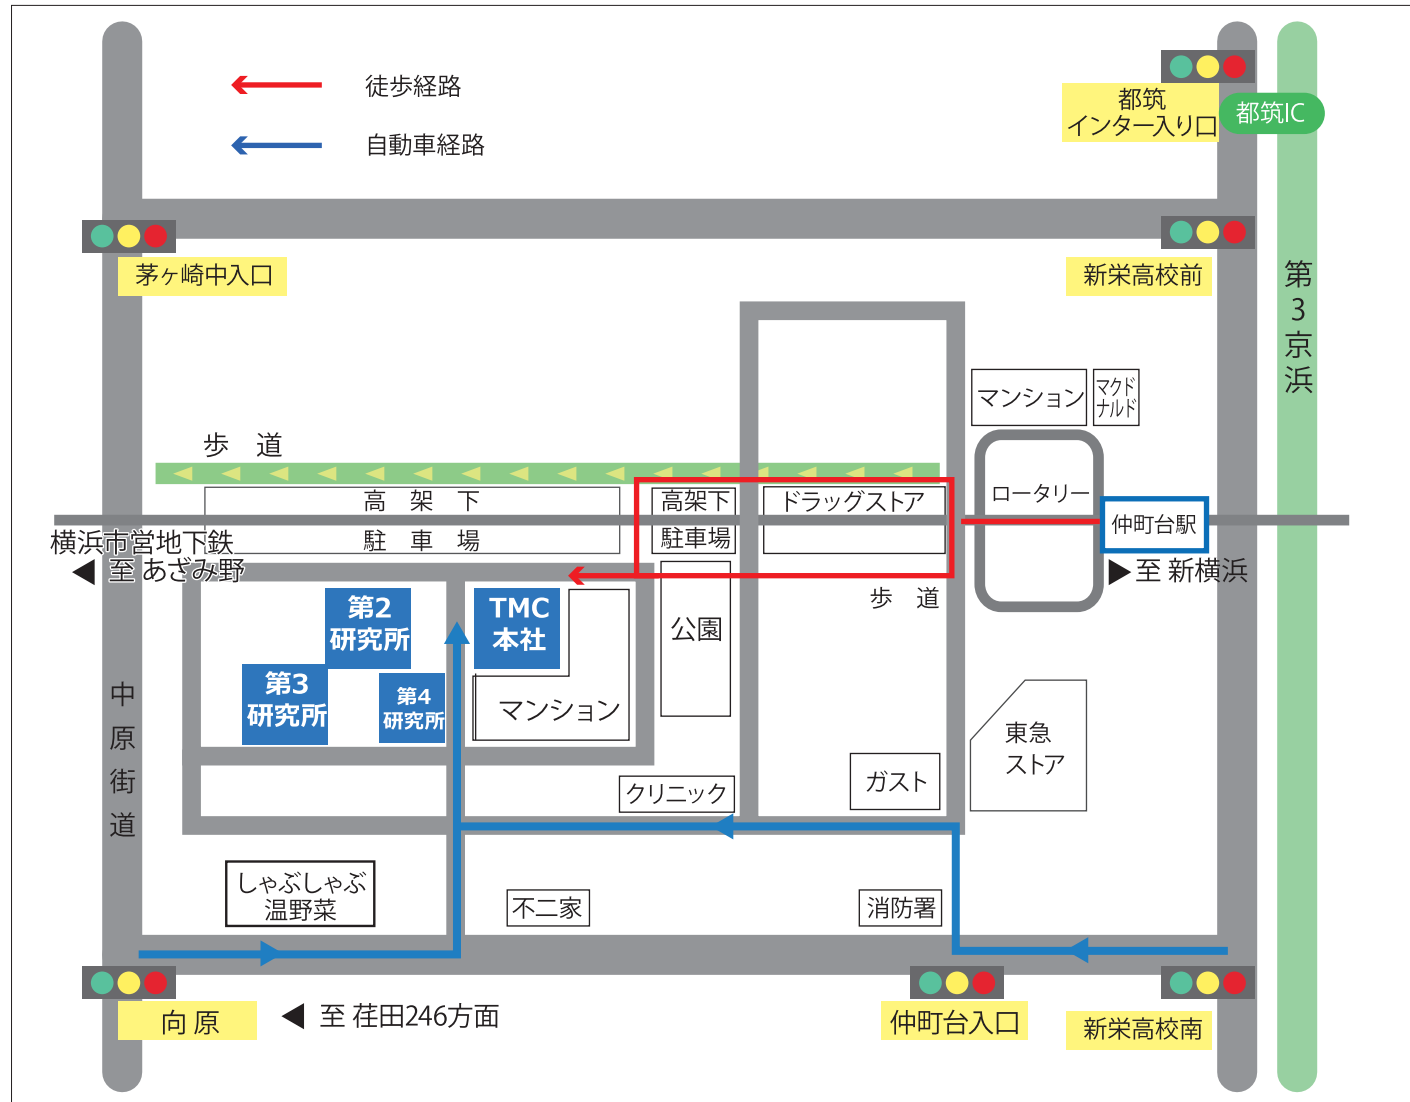 徒歩経路
自動車経路
都筑
インター入り口
都筑IC
茅ヶ崎中入口
新栄高校前
第3京浜
マンション
マクド
ナルド
歩 道
高 架 下
駐 車 場
高架下
駐車場
ドラッグストア
ロータリー
仲町台駅
横浜市営地下鉄
至 あざみ野
至 新横浜
歩 道
第2
研究所
TMC
本社
公園
第3
研究所
第4
研究所
マンション
中原街道
東急
ストア
ガスト
クリニック
しゃぶしゃぶ
温野菜
不二家
消防署
向原
至 荏田246方面
仲町台入口
新栄高校南